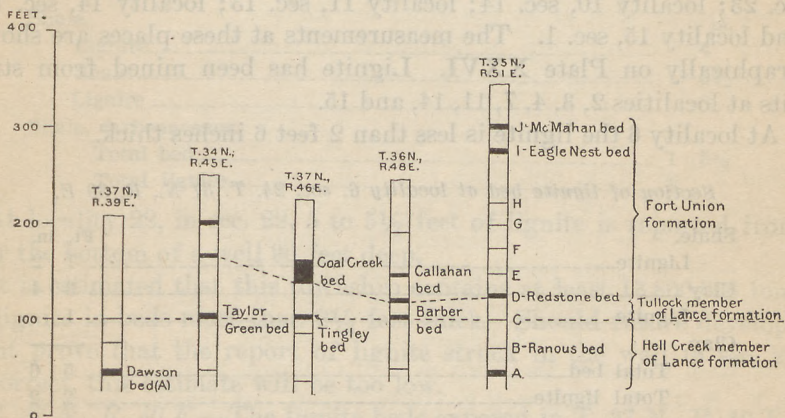 FEET.
400
300
200
100
0
T.37 N.,
R.39 E.
Dawson
bed(A)
T.34 N.,
R.45 E.
Taylor
Green bed
T.37 N.,
R.46 E.
Coal Creek
bed
Tingley
bed
T.36 N.,
R.48 E.
Callahan
bed
Barber
bed
T.35 N.,
R.51 E.
J-McMahan bed
I-Eagle Nest bed
H
G
F
E
D-Redstone bed
C
B-Ranous bed
A
Fort Union
formation
Tullock member
of Lance formation
Hell Creek member
of Lance formation